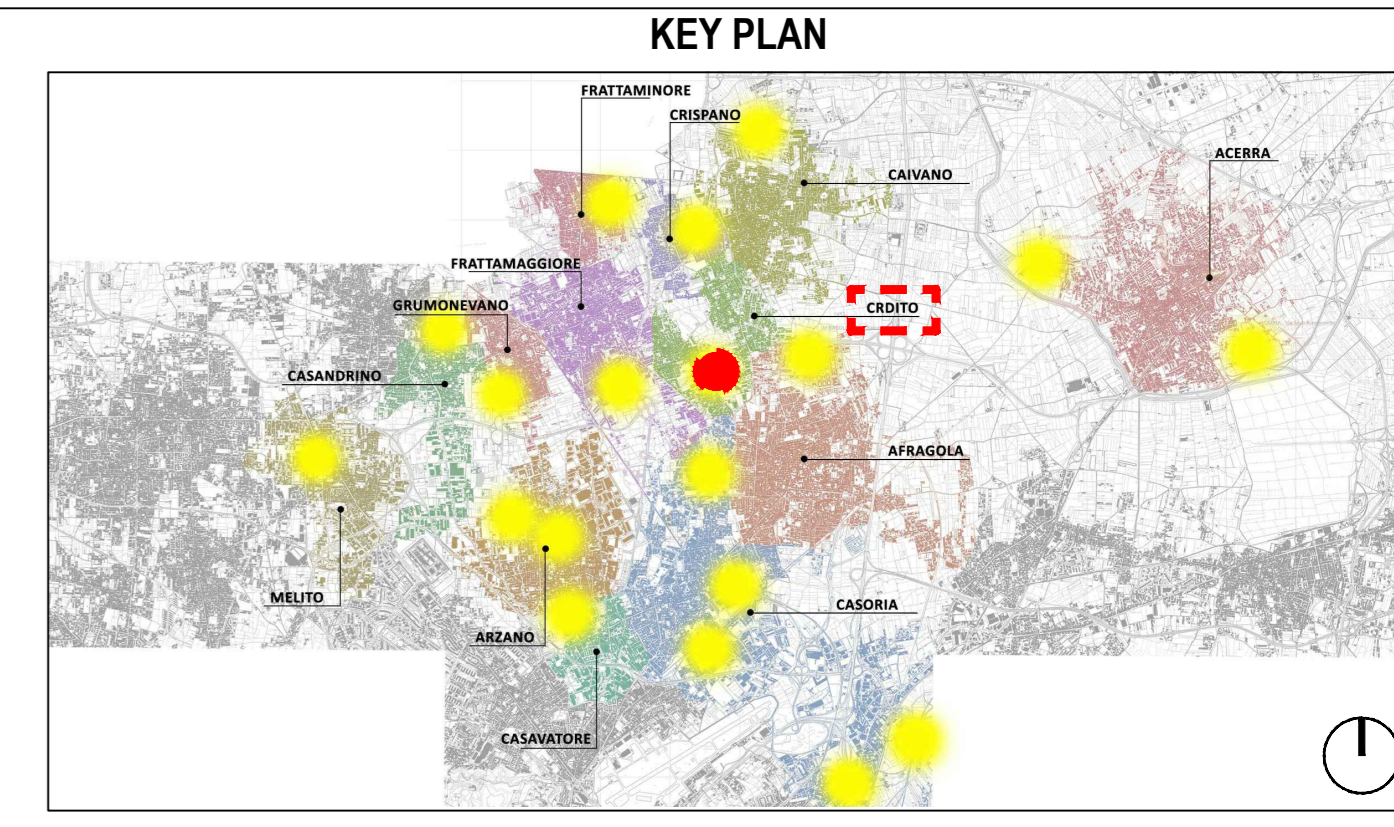 KEY PLAN
FRATTAMINORE
CRISPANO
ACERRA
CAIVANO
FRATTAMAGGIORE
GRUMONEVANO
CRDITO
CASANDRINO
AFRAGOLA
MELITO
CASORIA
ARZANO
CASAVATORE